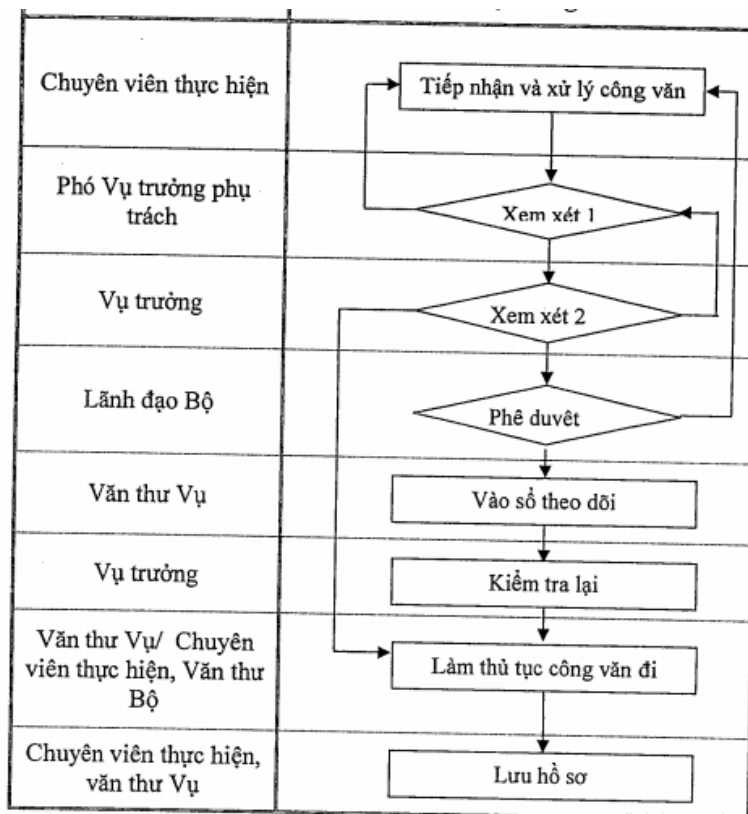 Chuyên viên thực hiện
Tiếp nhận và xử lý công văn
Phó Vụ trưởng phụ
trách
Xem xét 1
Vụ trưởng
Xem xét 2
Lãnh đạo Bộ
Phê duyêt
Văn thư Vụ
Vào sổ theo dõi
Vụ trưởng
Kiểm tra lại
Văn thư Vụ/ Chuyên
viên thực hiện, Văn thư
Bộ
Làm thủ tục công văn đi
Chuyên viên thực hiện,
văn thư Vụ
Lưu hồ sơ